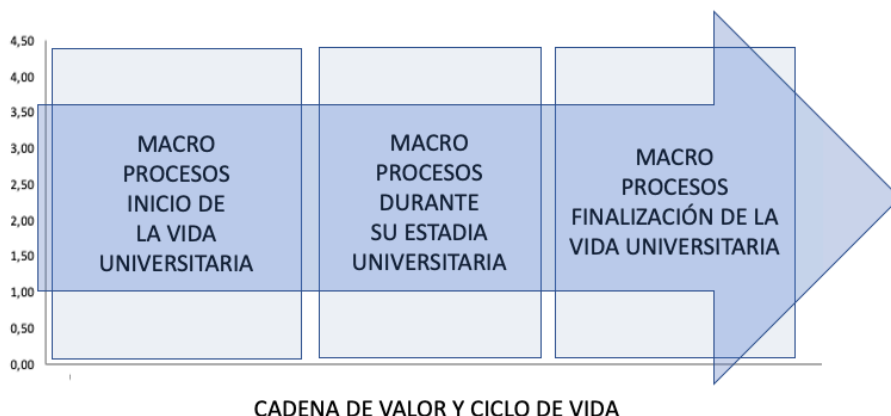 4,50
4,00
3,50
3,00
2,50
2,00
1,50
1,00
0,50
0,00
MACRO
PROCESOS
INICIO DE
LA VIDA
UNIVERSITARIA
MACRO
PROCESOS
DURANTE
SU ESTADIA
UNIVERSITARIA
MACRO
PROCESOS
FINALIZACIÓN DE LA
VIDA UNIVERSITARIA
CADENA DE VALOR Y CICLO DE VIDA